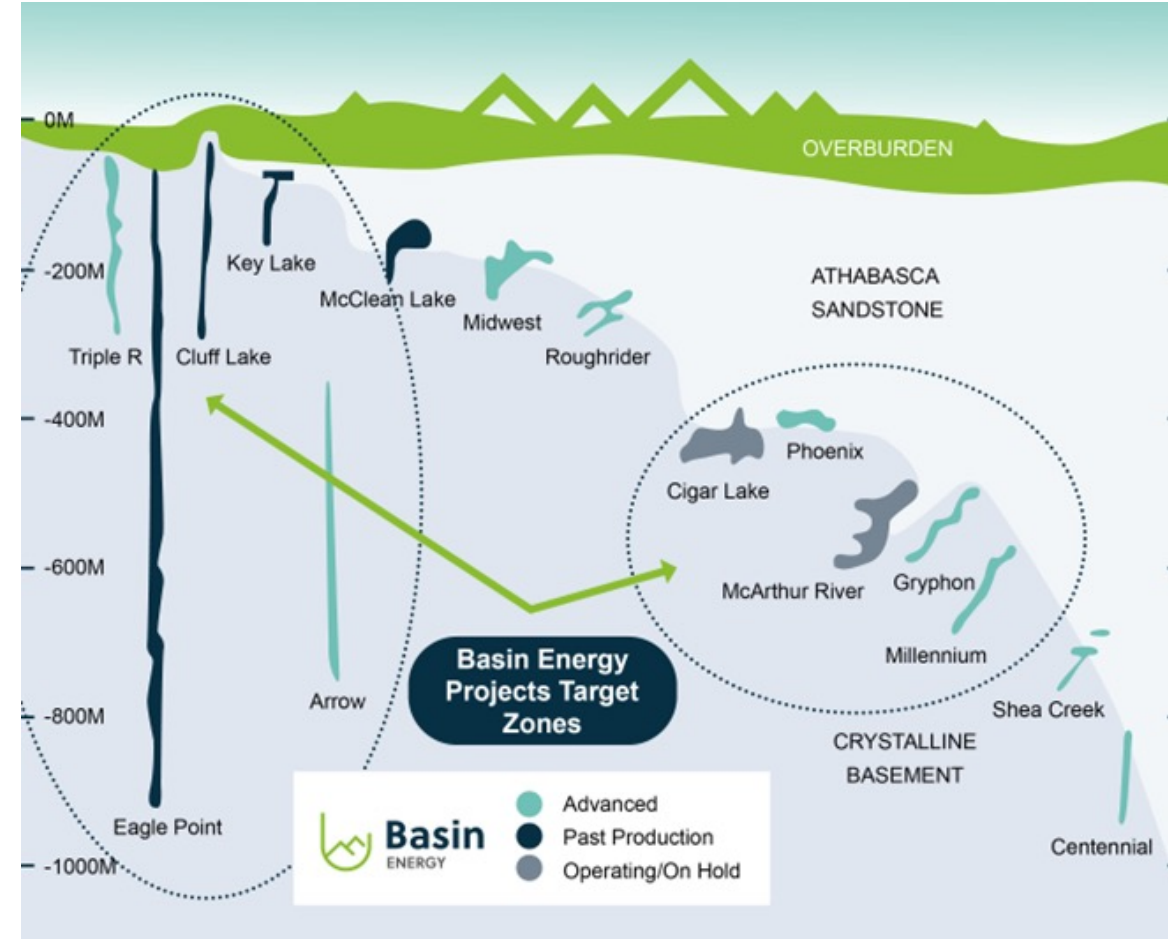 0M
OVERBURDEN
-200M
Key Lake
McClean Lake
ATHABASCA
SANDSTONE
Midwest
Triple R
Cluff Lake
Roughrider
-400M
Phoenix
Cigar Lake
-600M
McArthur River
Gryphon
Millennium
Basin Energy
Projects Target
Zones
Arrow
-800M
Shea Creek
CRYSTALLINE
BASEMENT
Eagle Point
Centennial
-1000M
Basin
ENERGY
Advanced
Past Production
Operating/On Hold